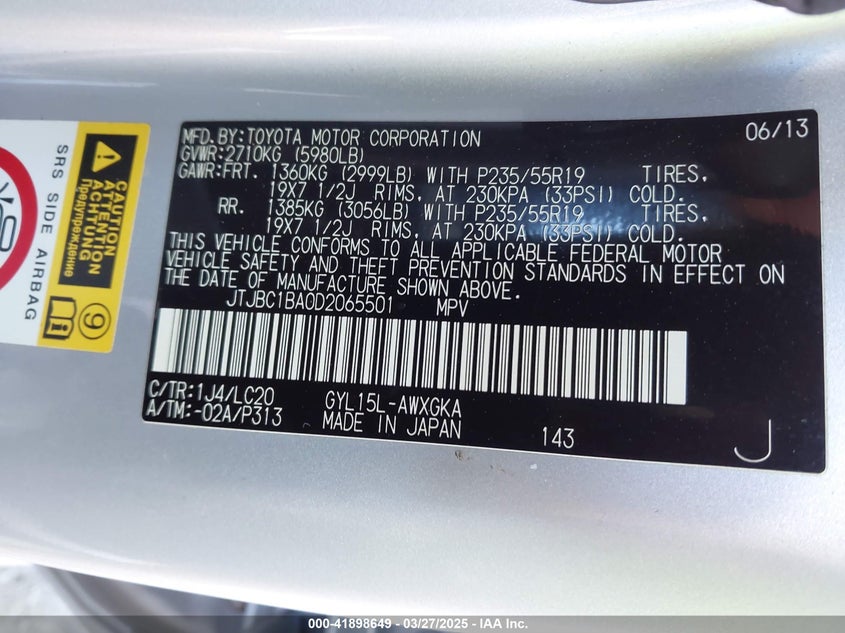 MFD.BY:TOYOTA MOTOR CORPORATION 06/13
GVWR:2710KG (5980LB)
GAWR:FRT. 1360KG (2999LB) WITH P235/55R19 TIRES,
19X7 1/2J RIMS, AT 230KPA (33PSI) COLD.
RR. 1385KG (3056LB) WITH P235/55R19 TIRES,
19X7 1/2J RIMS, AT 230KPA (33PSI) COLD.
THIS VEHICLE CONFORMS TO ALL APPLICABLE FEDERAL MOTOR
VEHICLE SAFETY AND THEFT PREVENTION STANDARDS IN EFFECT ON
THE DATE OF MANUFACTURE SHOWN ABOVE.
JTJBC1BA0D2065501 MPV
C/TR:1J4/LC20 GYL15L-AWXGKA
A/TM:-02A/P313 MADE IN JAPAN 143 J
SRS SIDE AIRBAG
CAUTION
ATTENTION
ACHTUNG
Предупреждение
9
000-41898649 - 03/27/2025 - IAA Inc.